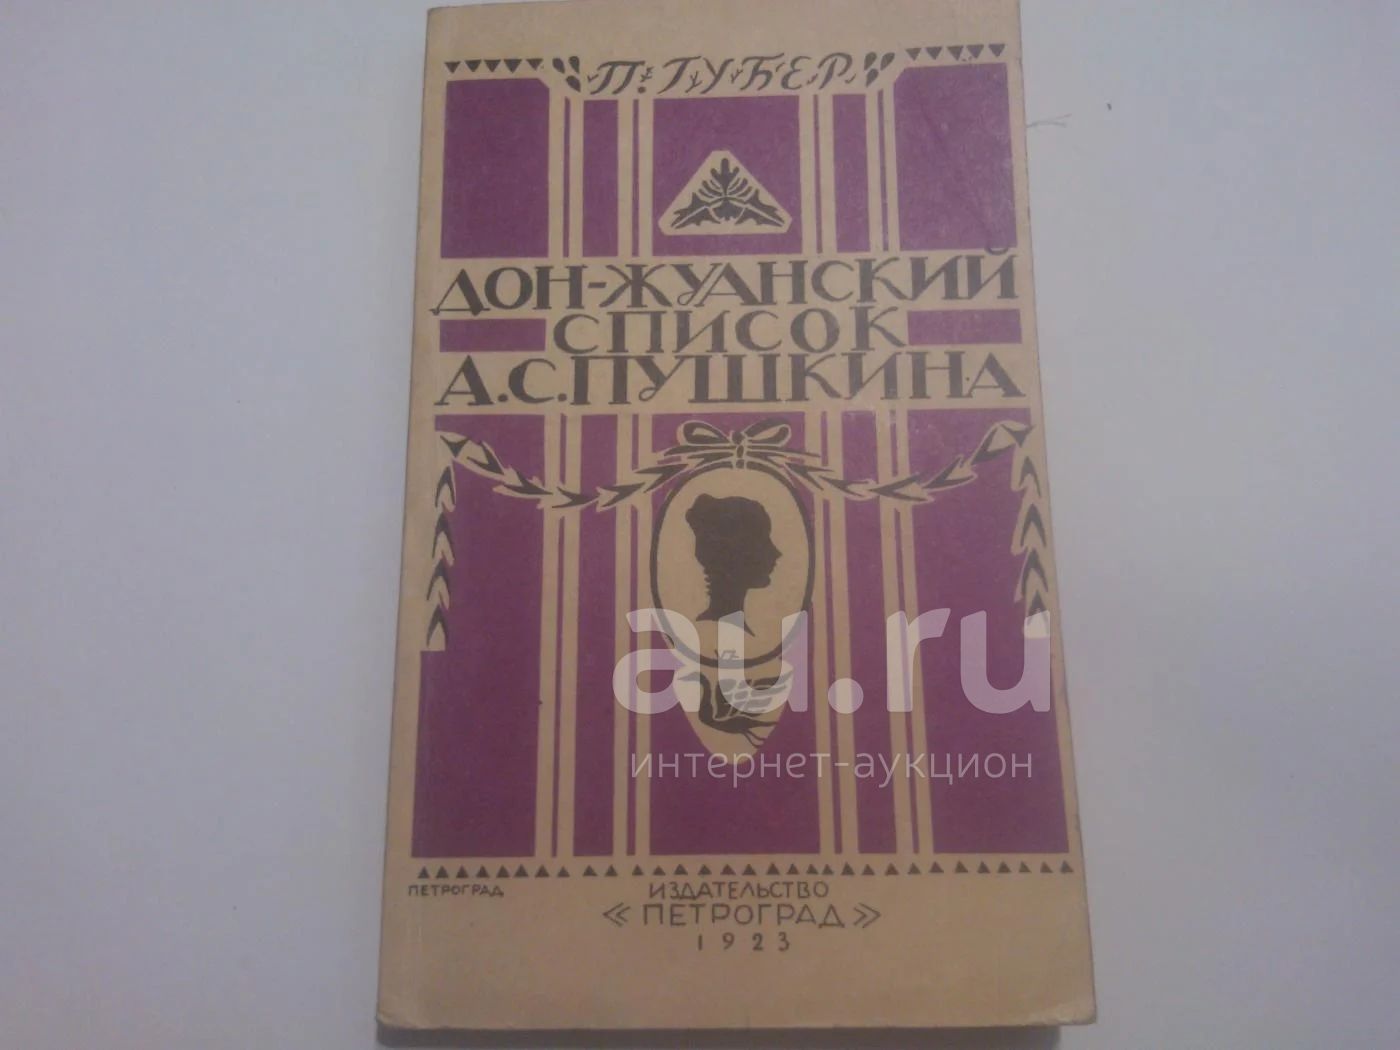 П. ГУБЕР
ДОН-ЖУАНСКИЙ
СПИСОК
А.С.ПУШКИНА
au.ru
интернет-аукцион
ПЕТРОГРАД
ИЗДАТЕЛЬСТВО
«ПЕТРОГРАД»
1923